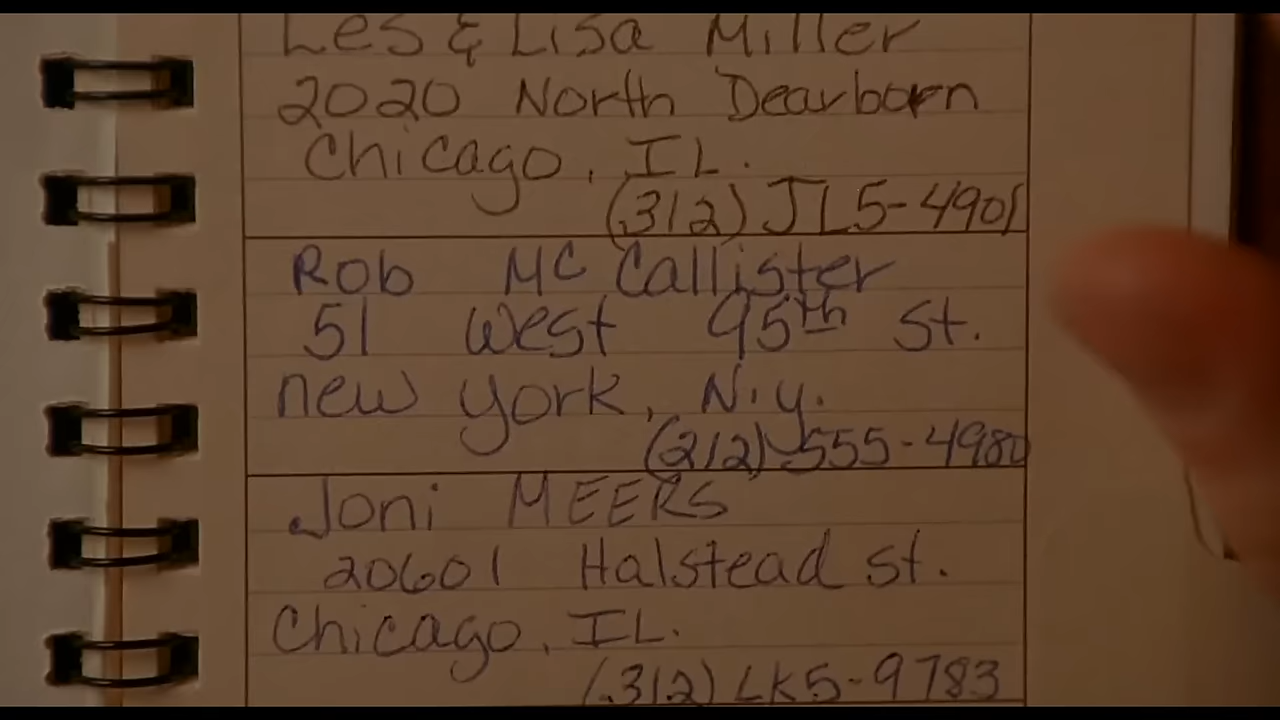 Les & Lisa Miller
2020 North Dearborn
Chicago, IL.
(312) JL5-4901
Rob Mc Callister
51 West 95th St.
new york, N.y.
(212) 555-4980
Joni MEERS
20601 Halstead St.
Chicago, IL.
(312) LK5-9783